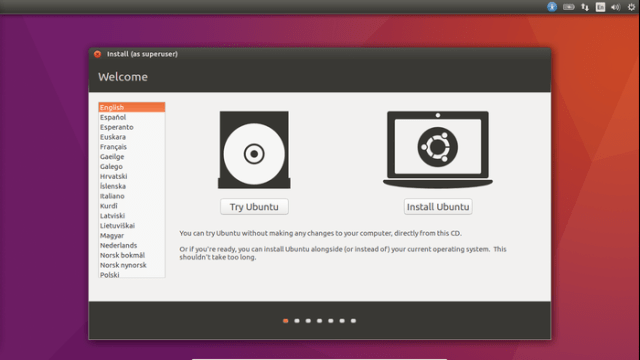 En
Install (as superuser)
Welcome
English
Español
Esperanto
Euskara
Français
Gaeilge
Galego
Hrvatski
Íslenska
Italiano
Kurdî
Latviski
Lietuviškai
Magyar
Nederlands
Norsk bokmål
Norsk nynorsk
Polski
Try Ubuntu
Install Ubuntu
You can try Ubuntu without making any changes to your computer, directly from this CD.
Or if you're ready, you can install Ubuntu alongside (or instead of) your current operating system. This
shouldn't take too long.